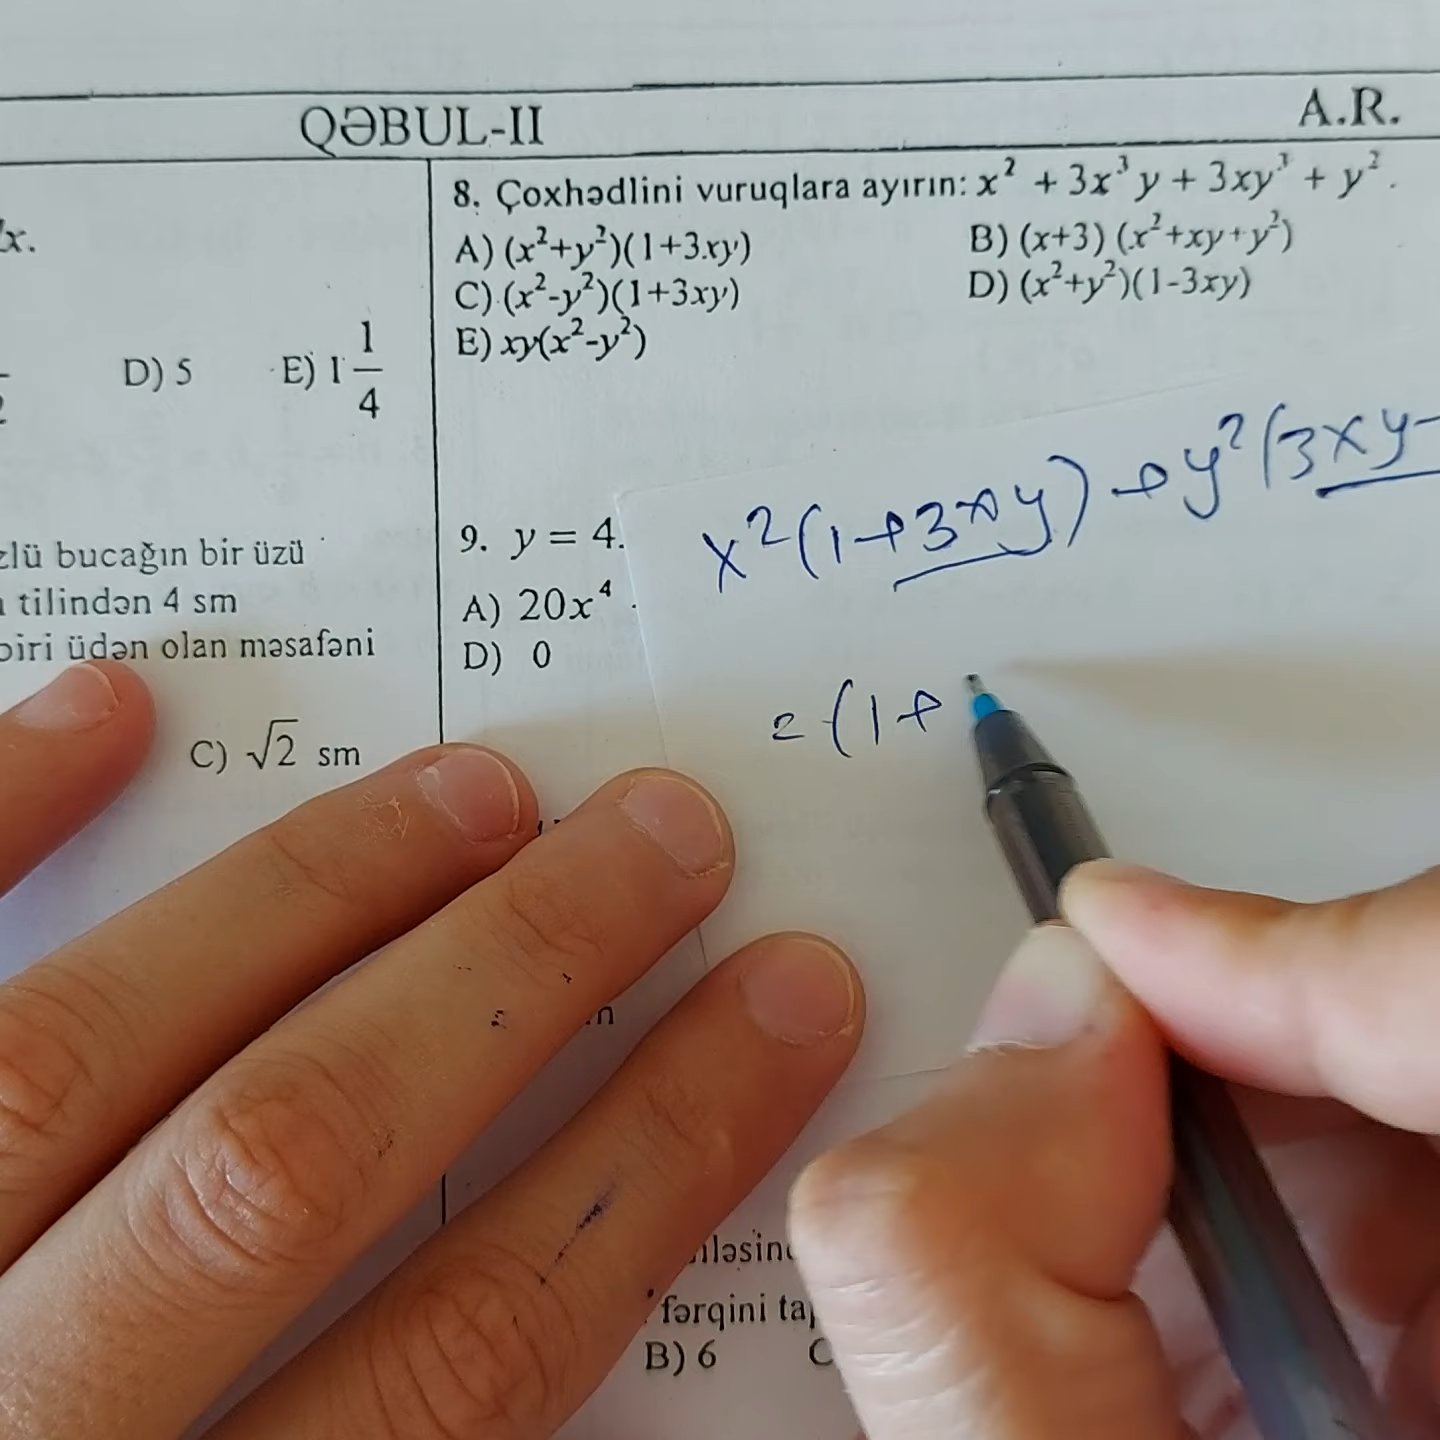 QƏBUL-II
A.R.
x.
D) 5 E) 1 1/4
2
zlü bucağın bir üzü
tilindən 4 sm
biri üdən olan məsafəni
C) √2 sm
8. Çoxhədlini vuruqlara ayırın: x² + 3x³y + 3xy³ + y².
A) (x²+y²)(1+3xy) B) (x+3) (x²+xy+y²)
C) (x²-y²)(1+3xy) D) (x²+y²)(1-3xy)
E) xy(x²-y²)
9. y = 4.
A) 20x⁴
D) 0
x²(1+3xy) + y²(3xy-
= (1+
n
ləsin
fərqini ta
B) 6 C